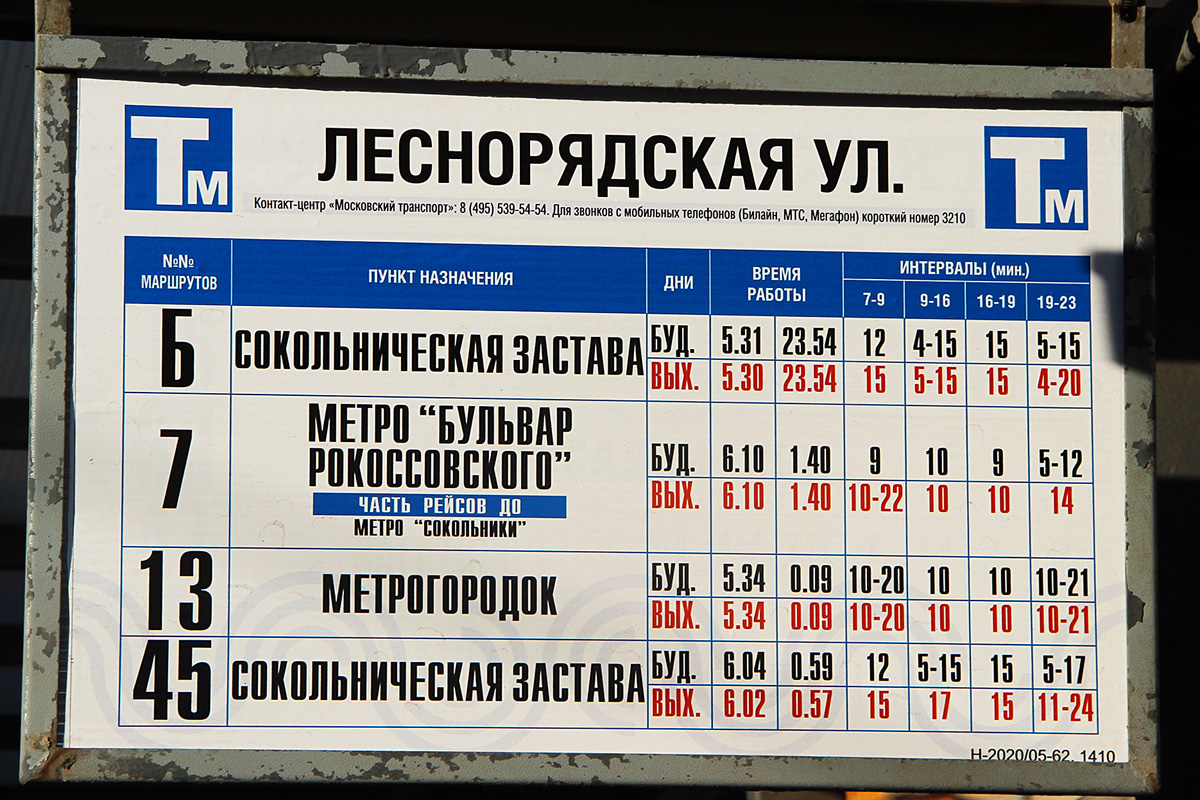 Тм
ЛЕСНОРЯДСКАЯ УЛ.
Тм
Контакт-центр «Московский транспорт»: 8 (495) 539-54-54. Для звонков с мобильных телефонов (Билайн, МТС, Мегафон) короткий номер 3210
№№ МАРШРУТОВ ПУНКТ НАЗНАЧЕНИЯ ДНИ ВРЕМЯ РАБОТЫ ИНТЕРВАЛЫ (мин.)
7-9 9-16 16-19 19-23
Б СОКОЛЬНИЧЕСКАЯ ЗАСТАВА БУД. 5.31 23.54 12 4-15 15 5-15
ВЫХ. 5.30 23.54 15 5-15 15 4-20
7 МЕТРО “БУЛЬВАР
РОКОССОВСКОГО” БУД. 6.10 1.40 9 10 9 5-12
ВЫХ. 6.10 1.40 10-22 10 10 14
ЧАСТЬ РЕЙСОВ ДО
МЕТРО “СОКОЛЬНИКИ”
13 МЕТРОГОРОДОК БУД. 5.34 0.09 10-20 10 10 10-21
ВЫХ. 5.34 0.09 10-20 10 10 10-21
45 СОКОЛЬНИЧЕСКАЯ ЗАСТАВА БУД. 6.04 0.59 12 5-15 15 5-17
ВЫХ. 6.02 0.57 15 17 15 11-24
Н-2020/05-62. 1410